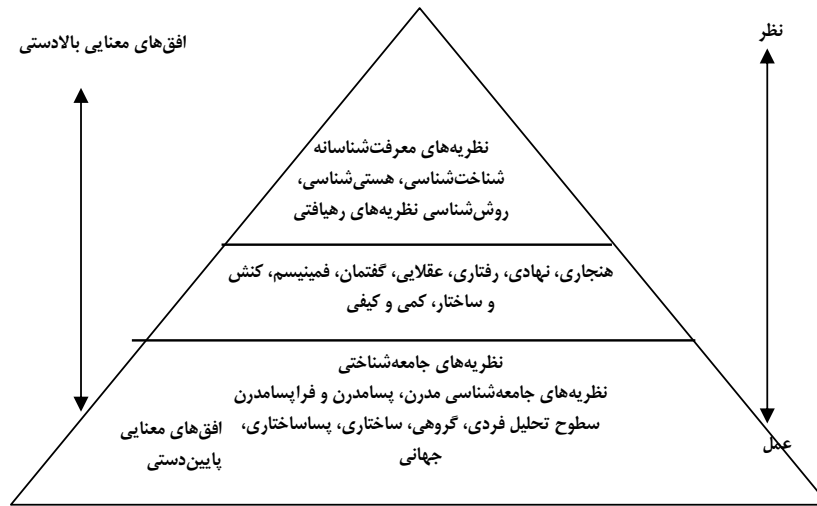 نظر
افق‌های معنایی بالادستی
نظریه‌های معرفت‌شناسانه
شناخت‌شناسی، هستی‌شناسی،
روش‌شناسی نظریه‌های رهیافتی
هنجاری، نهادی، رفتاری، عقلایی، گفتمان، فمینیسم، کنش
و ساختار، کمی و کیفی
نظریه‌های جامعه‌شناختی
نظریه‌های جامعه‌شناسی مدرن، پسامدرن و فراپسامدرن
سطوح تحلیل فردی، گروهی، ساختاری، پساساختاری،
جهانی
افق‌های معنایی
پایین‌دستی
عمل